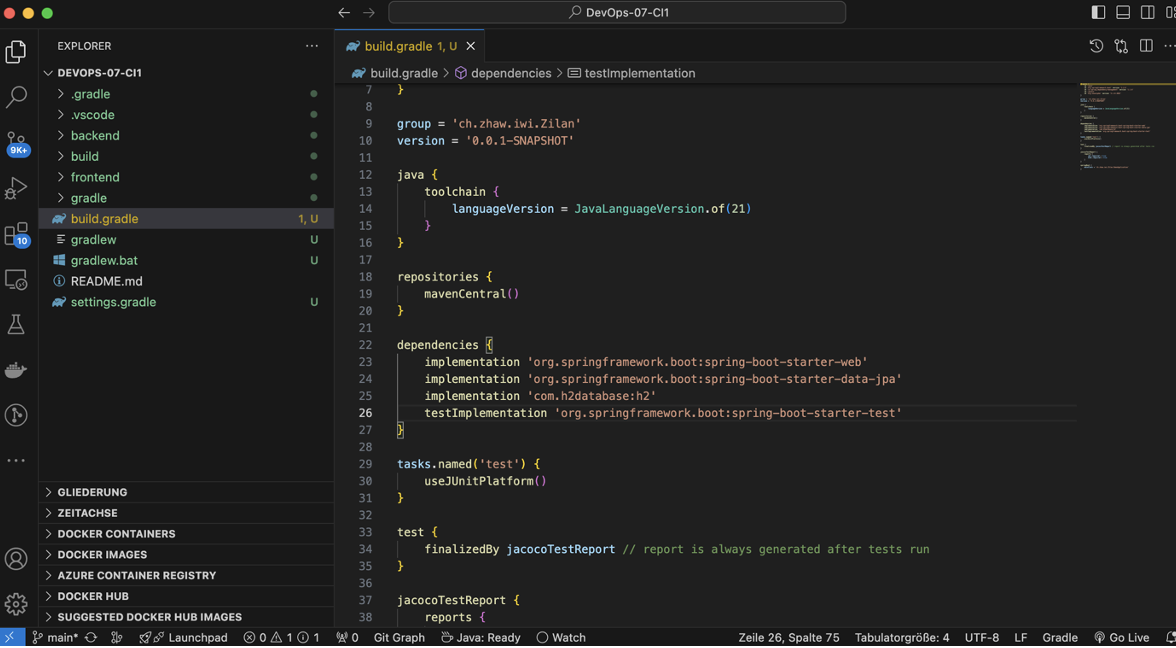 DevOps-07-CI1
EXPLORER
DEVOPS-07-CI1
.gradle
.vscode
backend
build
frontend
gradle
build.gradle 1, U
gradlew U
gradlew.bat U
README.md
settings.gradle U
GLIEDERUNG
ZEITACHSE
DOCKER CONTAINERS
DOCKER IMAGES
AZURE CONTAINER REGISTRY
DOCKER HUB
SUGGESTED DOCKER HUB IMAGES
9K+
10
build.gradle 1, U
build.gradle > dependencies > testImplementation
7 }
8
9 group = 'ch.zhaw.iwi.Zilan'
10 version = '0.0.1-SNAPSHOT'
11
12 java {
13 toolchain {
14 languageVersion = JavaLanguageVersion.of(21)
15 }
16 }
17
18 repositories {
19 mavenCentral()
20 }
21
22 dependencies {
23 implementation 'org.springframework.boot:spring-boot-starter-web'
24 implementation 'org.springframework.boot:spring-boot-starter-data-jpa'
25 implementation 'com.h2database:h2'
26 testImplementation 'org.springframework.boot:spring-boot-starter-test'
27 }
28
29 tasks.named('test') {
30 useJUnitPlatform()
31 }
32
33 test {
34 finalizedBy jacocoTestReport // report is always generated after tests run
35 }
36
37 jacocoTestReport {
38 reports {
main* Launchpad 0 1 1 0 Git Graph Java: Ready Watch Zeile 26, Spalte 75 Tabulatorgröße: 4 UTF-8 LF Gradle Go Live